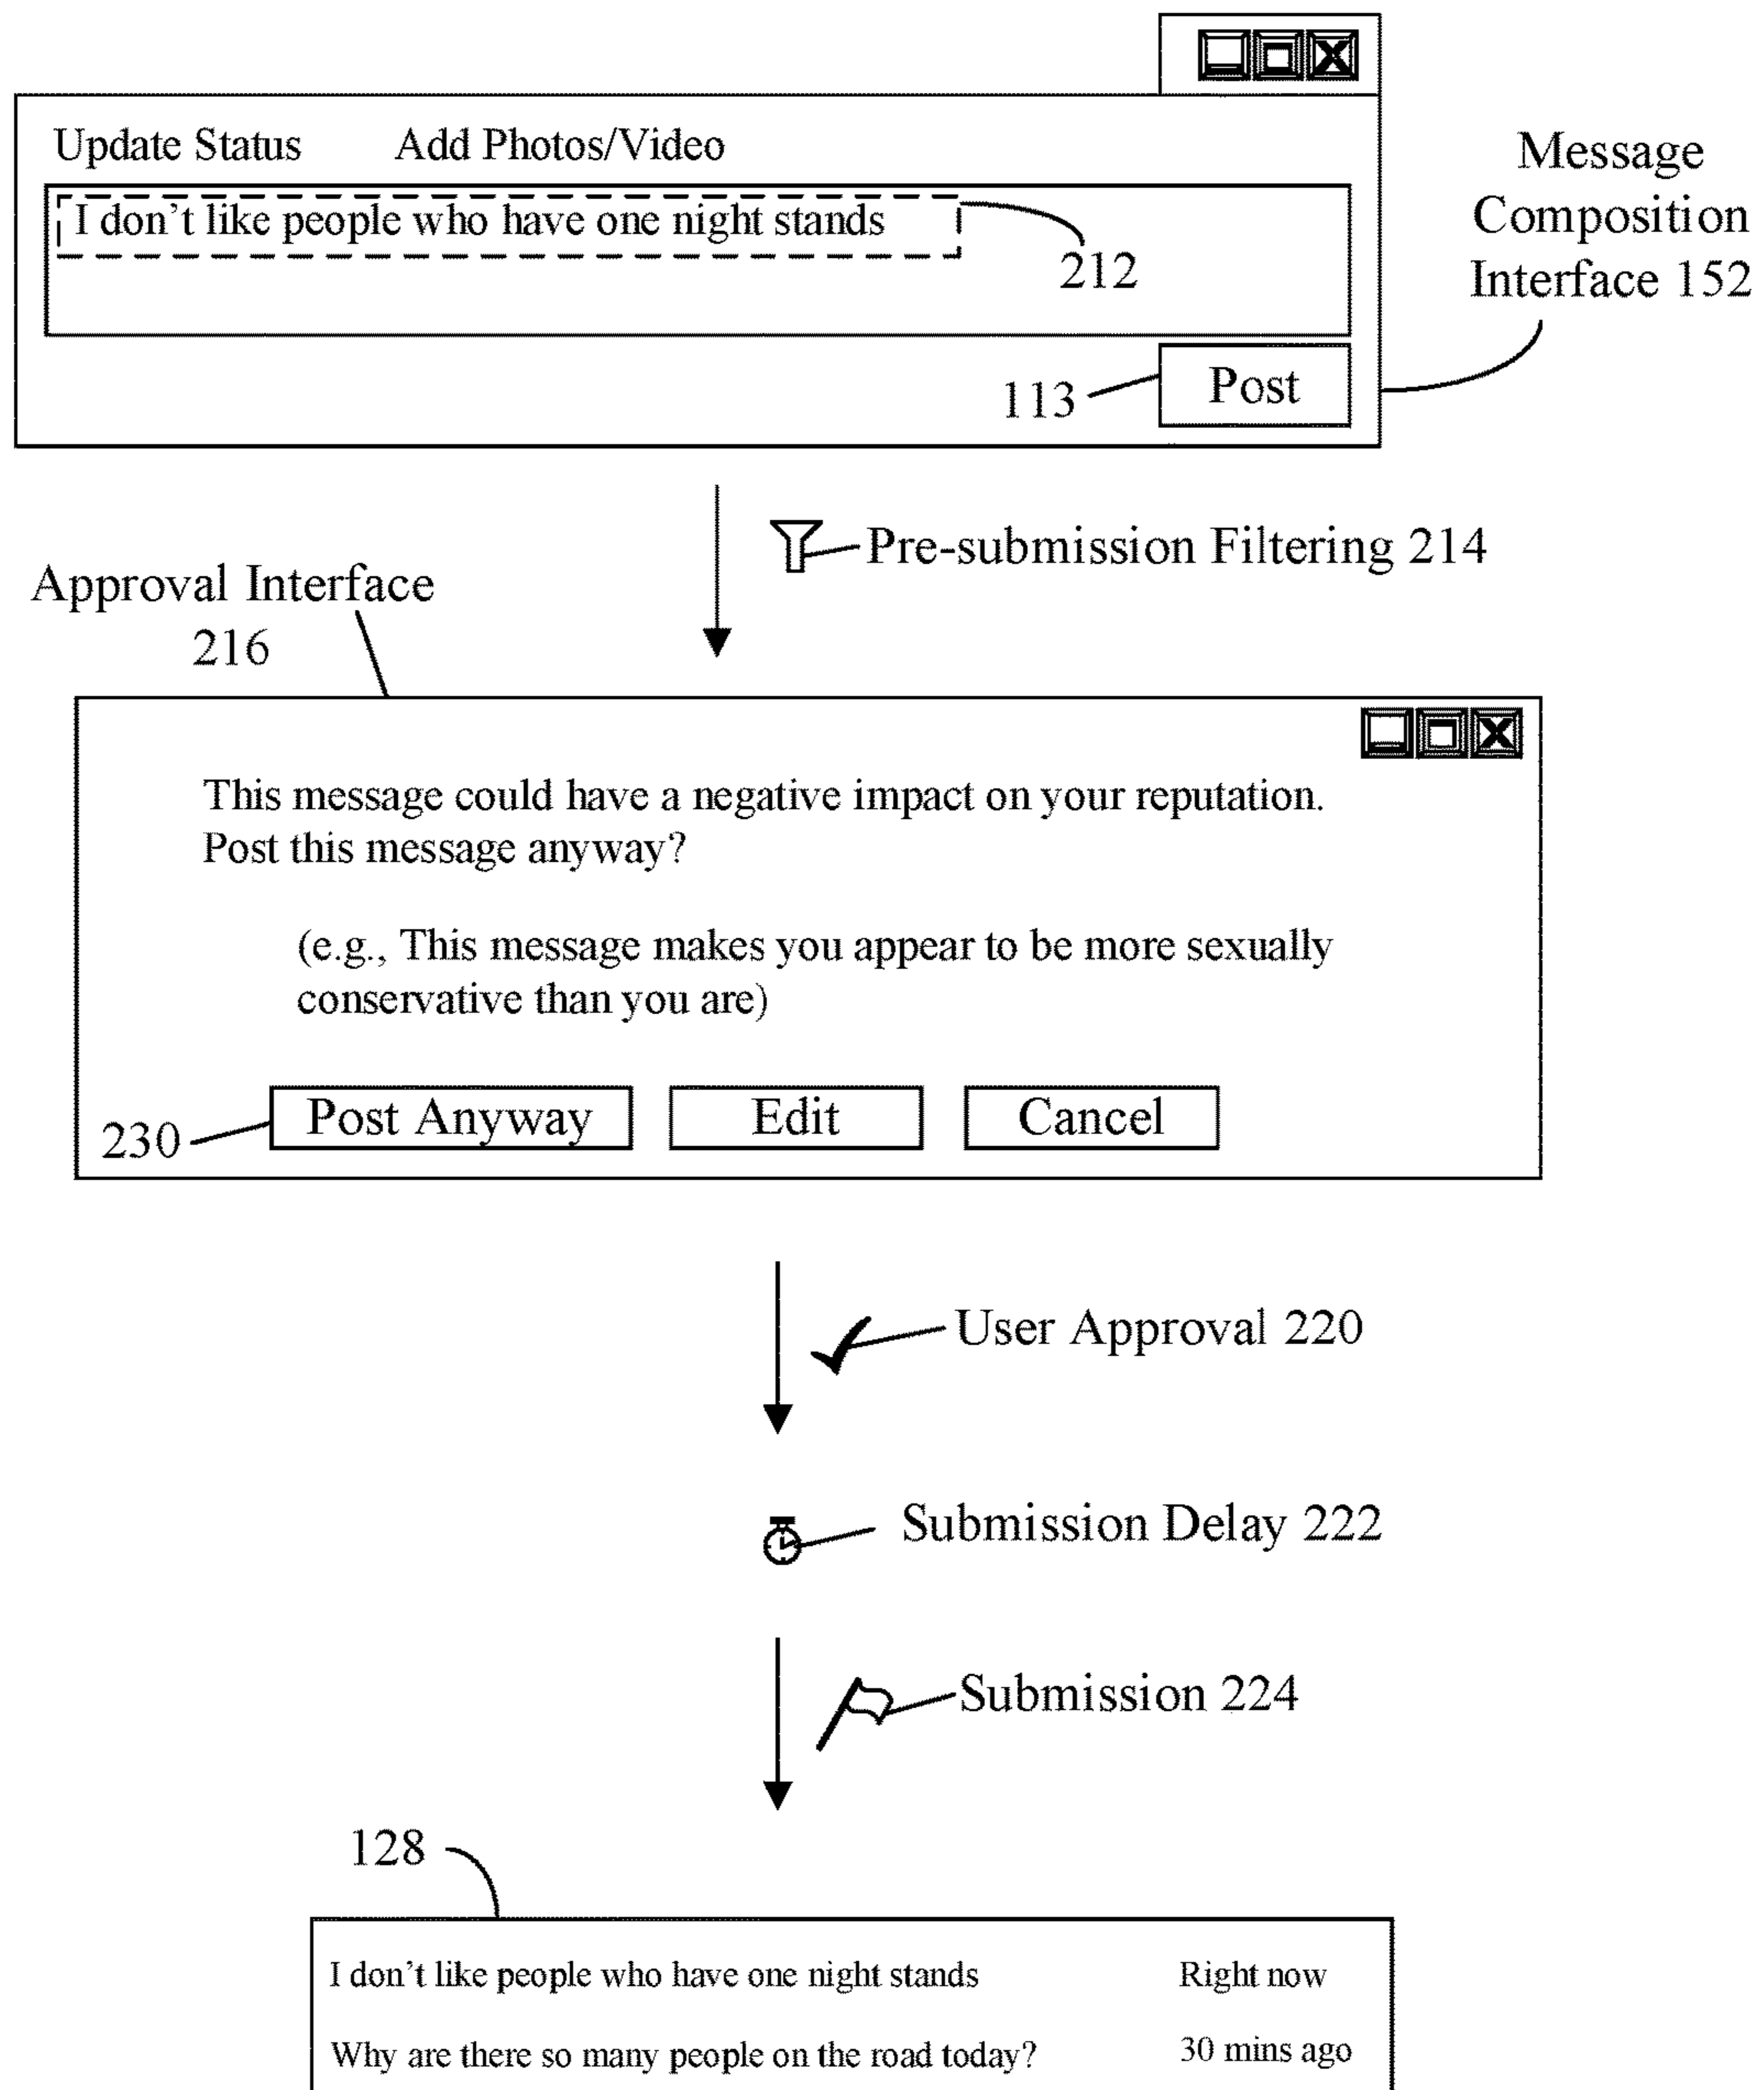 Update Status Add Photos/Video
I don't like people who have one night stands
212
113
Post
Message
Composition
Interface 152
Pre-submission Filtering 214
Approval Interface
216
This message could have a negative impact on your reputation.
Post this message anyway?
(e.g., This message makes you appear to be more sexually
conservative than you are)
230
Post Anyway Edit Cancel
User Approval 220
Submission Delay 222
Submission 224
128
I don't like people who have one night stands Right now
Why are there so many people on the road today? 30 mins ago